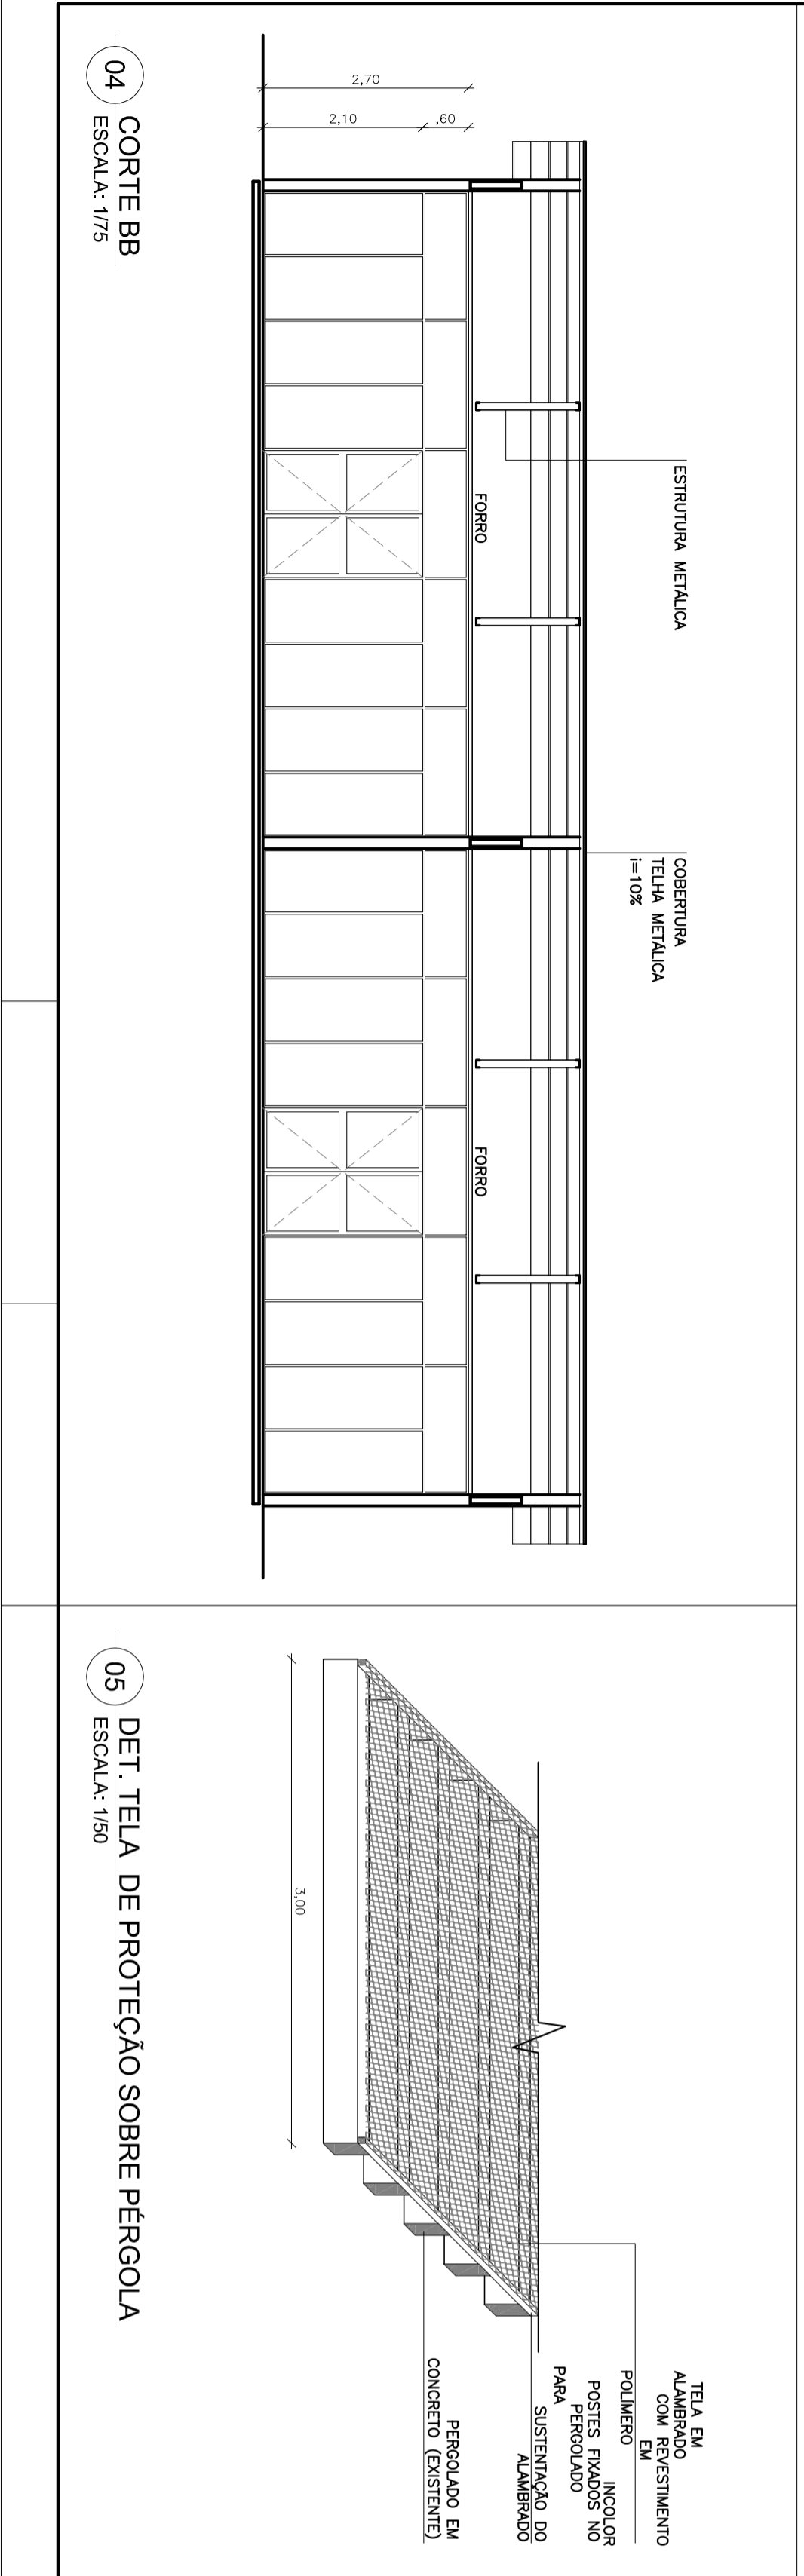 2,70
2,10
,60
ESTRUTURA METÁLICA
FORRO
COBERTURA
TELHA METÁLICA
i=10%
FORRO
04
CORTE BB
ESCALA: 1/75
TELA EM
ALAMBRADO
COM REVESTIMENTO
EM
POLÍMERO
INCOLOR
POSTES FIXADOS NO
PERGOLADO
PARA
SUSTENTAÇÃO DO
ALAMBRADO
PERGOLADO EM
CONCRETO (EXISTENTE)
3,00
05
DET. TELA DE PROTEÇÃO SOBRE PÉRGOLA
ESCALA: 1/50